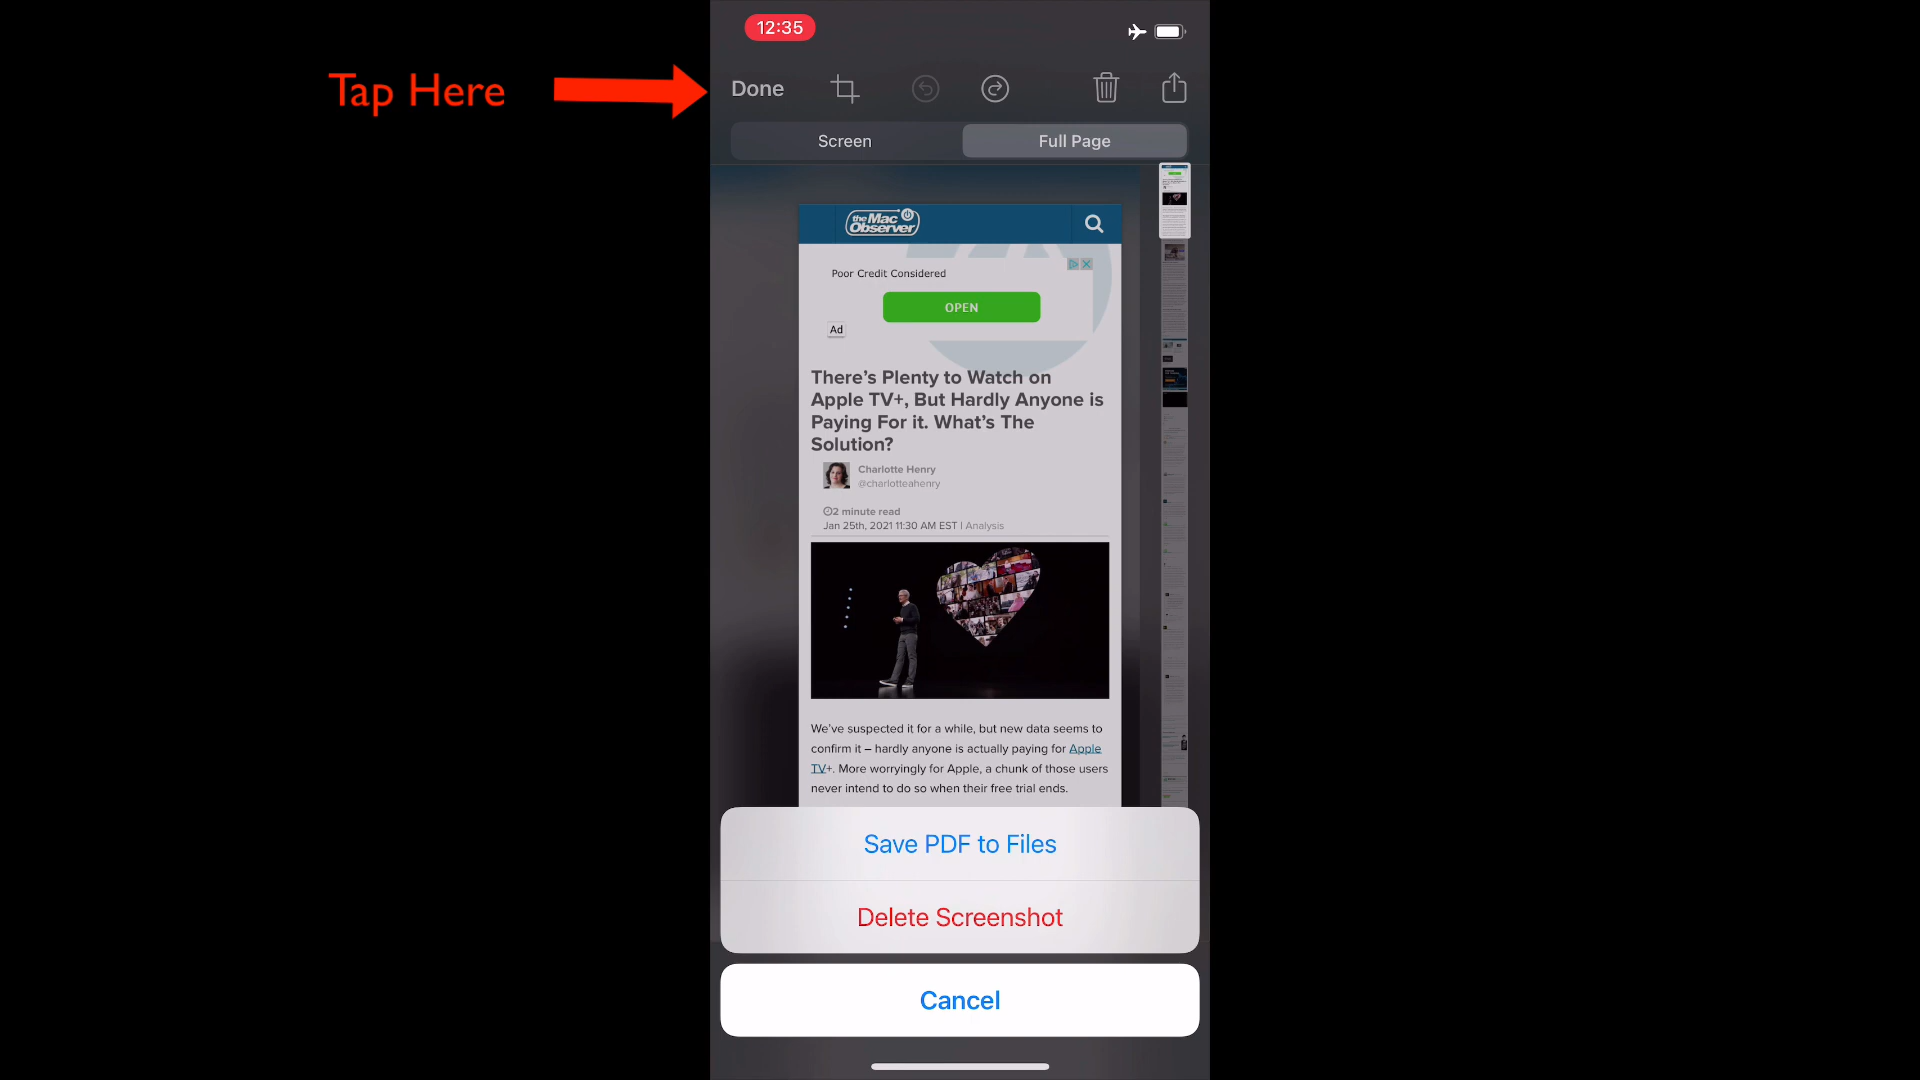 12:35
Tap Here
Done
Screen
Full Page
the Mac
Observer
Poor Credit Considered
OPEN
Ad
There’s Plenty to Watch on
Apple TV+, But Hardly Anyone is
Paying For it. What’s The
Solution?
Charlotte Henry
@charlotteahenry
2 minute read
Jan 25th, 2021 11:30 AM EST | Analysis
We’ve suspected it for a while, but new data seems to
confirm it – hardly anyone is actually paying for Apple
TV+. More worryingly for Apple, a chunk of those users
never intend to do so when their free trial ends.
Save PDF to Files
Delete Screenshot
Cancel